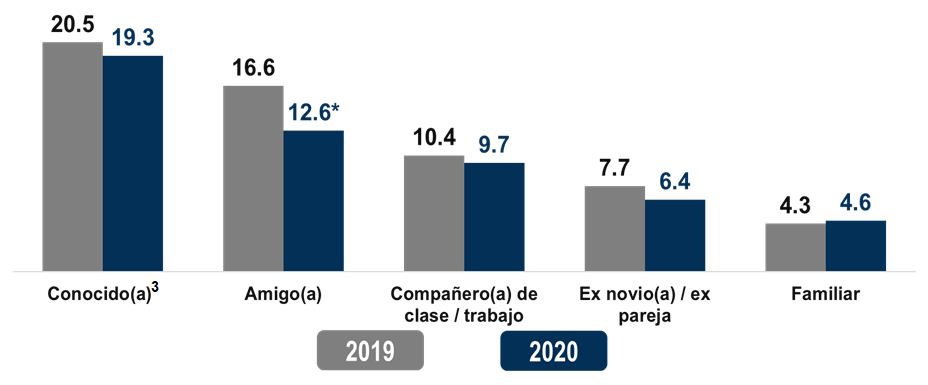 20.5
19.3
16.6
12.6*
10.4
9.7
7.7
6.4
4.3
4.6
Conocido(a)3
Amigo(a)
Compañero(a) de
clase / trabajo
Ex novio(a) / ex
pareja
Familiar
2019
2020